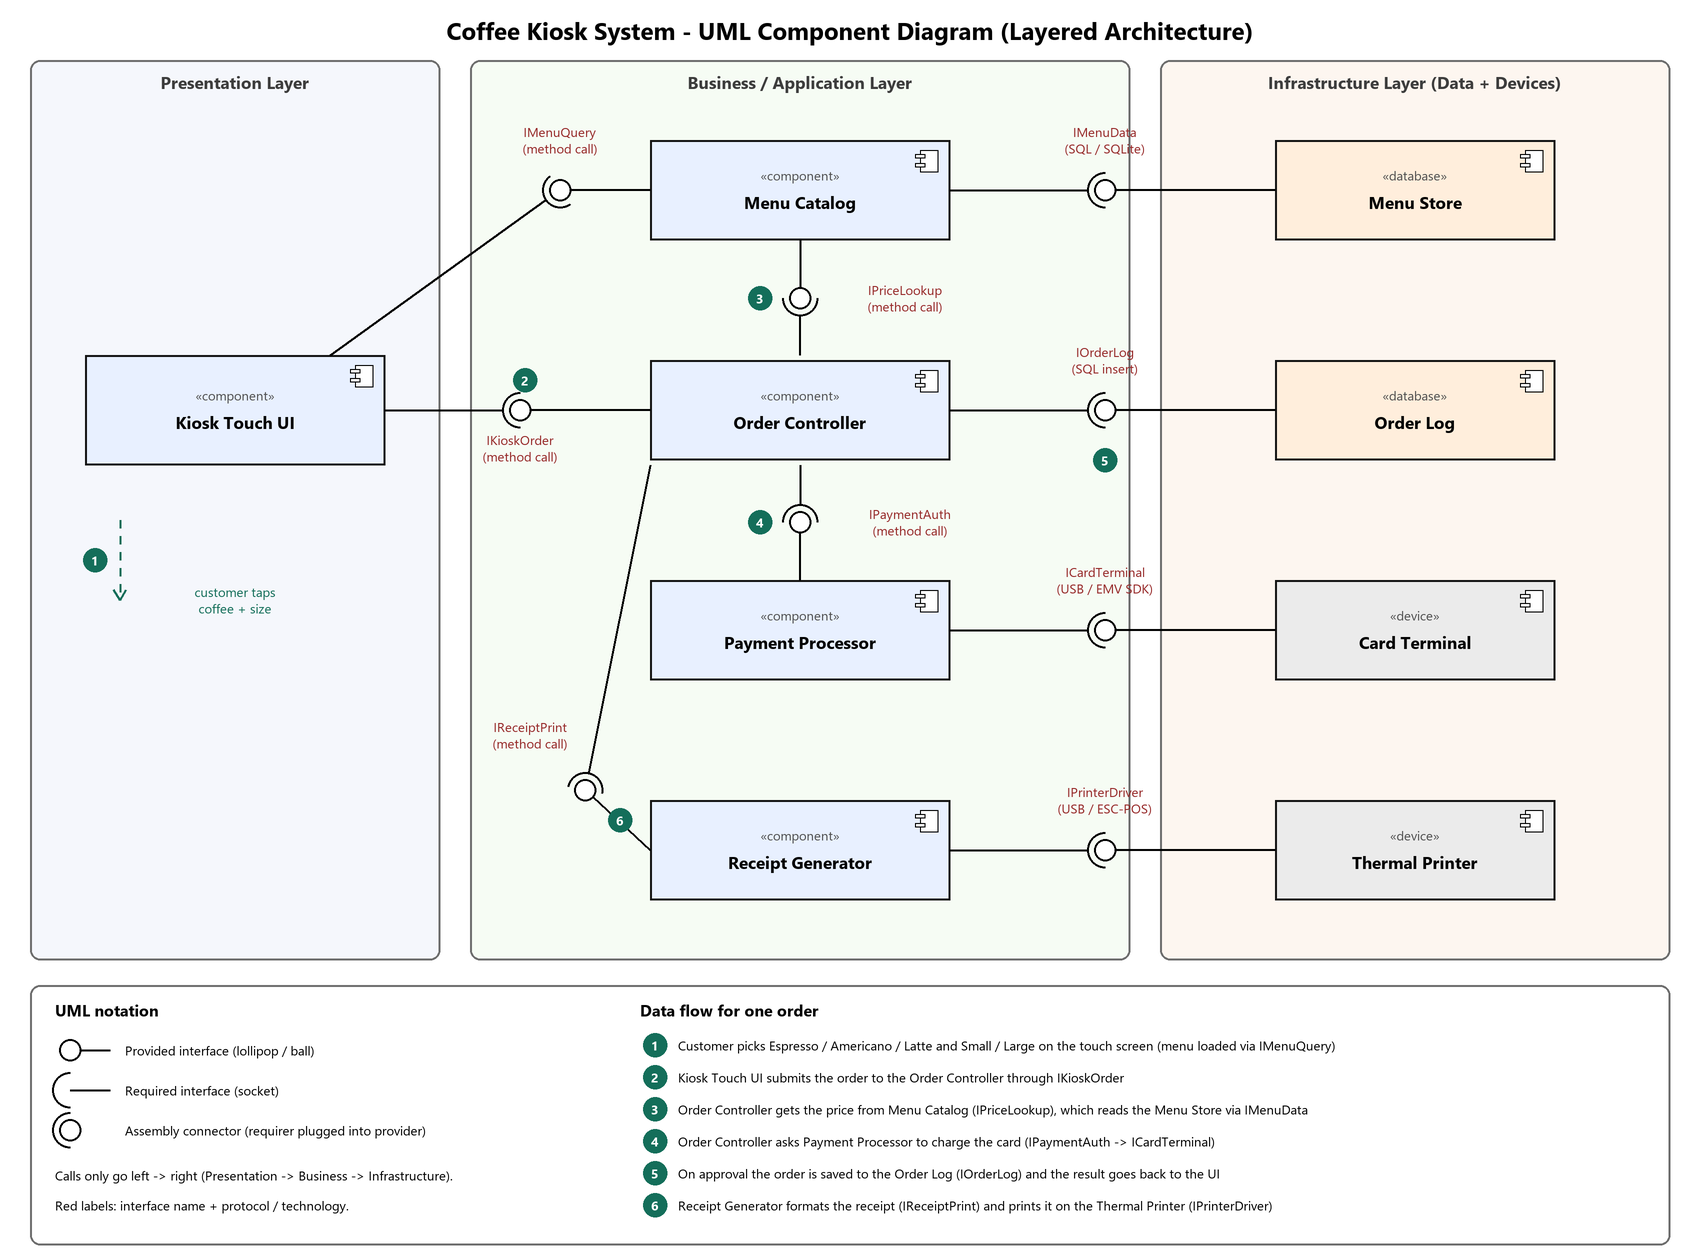 Coffee Kiosk System - UML Component Diagram (Layered Architecture)
Presentation Layer
Business / Application Layer
Infrastructure Layer (Data + Devices)
IMenuQuery
(method call)
«component»
Menu Catalog
IMenuData
(SQL / SQLite)
«database»
Menu Store
3
IPriceLookup
(method call)
«component»
Kiosk Touch UI
2
IKioskOrder
(method call)
«component»
Order Controller
IOrderLog
(SQL insert)
5
«database»
Order Log
1
customer taps
coffee + size
4
IPaymentAuth
(method call)
«component»
Payment Processor
ICardTerminal
(USB / EMV SDK)
«device»
Card Terminal
IReceiptPrint
(method call)
6
«component»
Receipt Generator
IPrinterDriver
(USB / ESC-POS)
«device»
Thermal Printer
UML notation
Provided interface (lollipop / ball)
Required interface (socket)
Assembly connector (requirer plugged into provider)
Calls only go left -> right (Presentation -> Business -> Infrastructure).
Red labels: interface name + protocol / technology.
Data flow for one order
1 Customer picks Espresso / Americano / Latte and Small / Large on the touch screen (menu loaded via IMenuQuery)
2 Kiosk Touch UI submits the order to the Order Controller through IKioskOrder
3 Order Controller gets the price from Menu Catalog (IPriceLookup), which reads the Menu Store via IMenuData
4 Order Controller asks Payment Processor to charge the card (IPaymentAuth -> ICardTerminal)
5 On approval the order is saved to the Order Log (IOrderLog) and the result goes back to the UI
6 Receipt Generator formats the receipt (IReceiptPrint) and prints it on the Thermal Printer (IPrinterDriver)